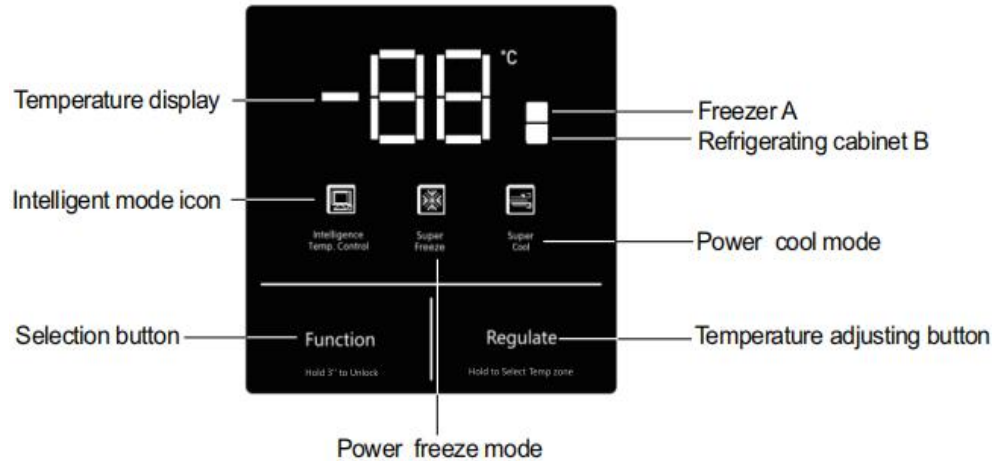 -88 °C
Temperature display
Freezer A
Refrigerating cabinet B
Intelligent mode icon
Intelligence
Temp. Control
Super
Freeze
Super
Cool
Power cool mode
Selection button
Function
Hold 3'' to Unlock
Regulate
Hold to Select Temp zone
Temperature adjusting button
Power freeze mode